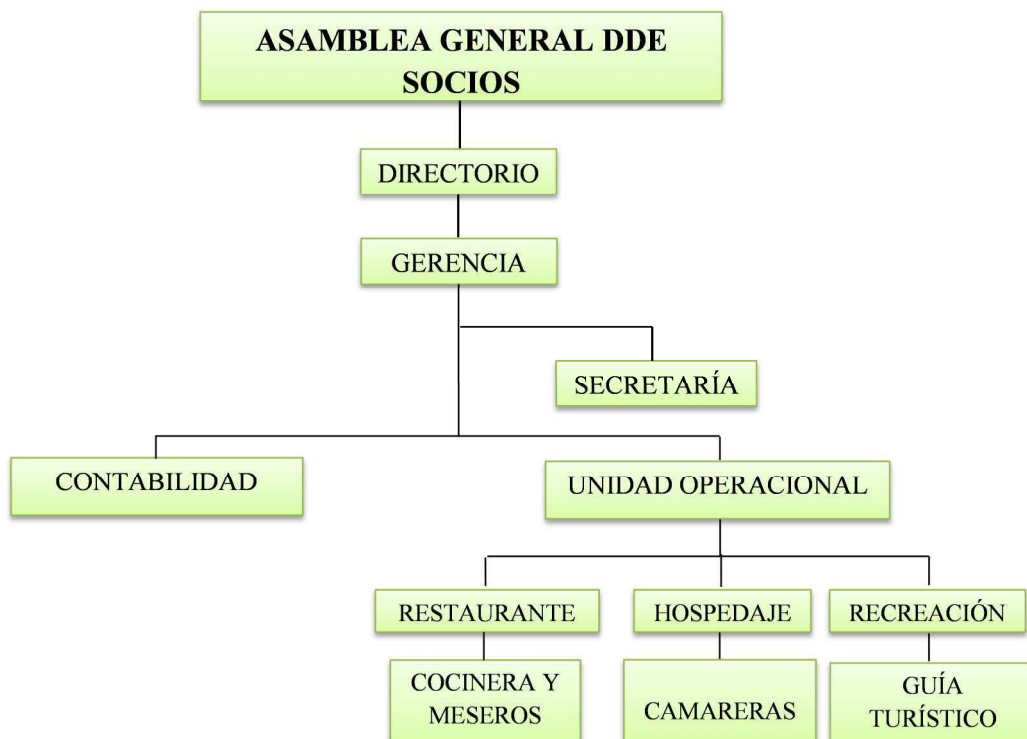 ASAMBLEA GENERAL DDE
SOCIOS
DIRECTORIO
GERENCIA
SECRETARÍA
CONTABILIDAD
UNIDAD OPERACIONAL
RESTAURANTE
HOSPEDAJE
RECREACIÓN
COCINERA Y
MESEROS
CAMARERAS
GUÍA
TURÍSTICO